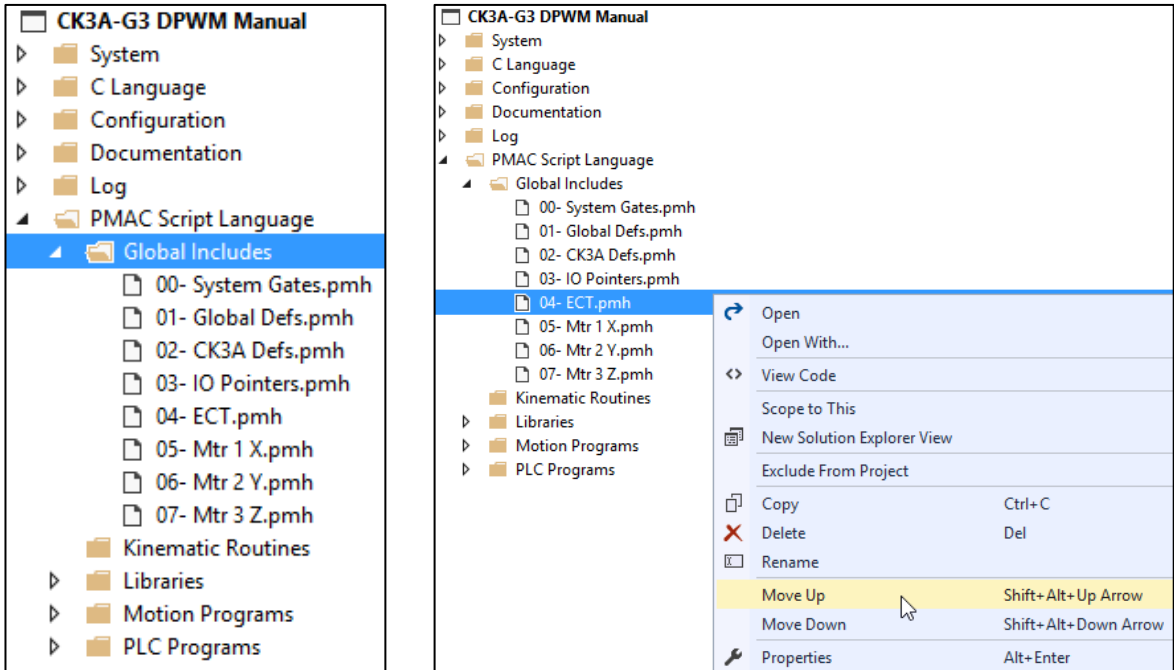 CK3A-G3 DPWM Manual
System
C Language
Configuration
Documentation
Log
PMAC Script Language
Global Includes
00- System Gates.pmh
01- Global Defs.pmh
02- CK3A Defs.pmh
03- IO Pointers.pmh
04- ECT.pmh
05- Mtr 1 X.pmh
06- Mtr 2 Y.pmh
07- Mtr 3 Z.pmh
Kinematic Routines
Libraries
Motion Programs
PLC Programs
CK3A-G3 DPWM Manual
System
C Language
Configuration
Documentation
Log
PMAC Script Language
Global Includes
00- System Gates.pmh
01- Global Defs.pmh
02- CK3A Defs.pmh
03- IO Pointers.pmh
04- ECT.pmh
05- Mtr 1 X.pmh
06- Mtr 2 Y.pmh
07- Mtr 3 Z.pmh
Kinematic Routines
Libraries
Motion Programs
PLC Programs
Open
Open With...
View Code
Scope to This
New Solution Explorer View
Exclude From Project
Copy Ctrl+C
Delete Del
Rename
Move Up Shift+Alt+Up Arrow
Move Down Shift+Alt+Down Arrow
Properties Alt+Enter